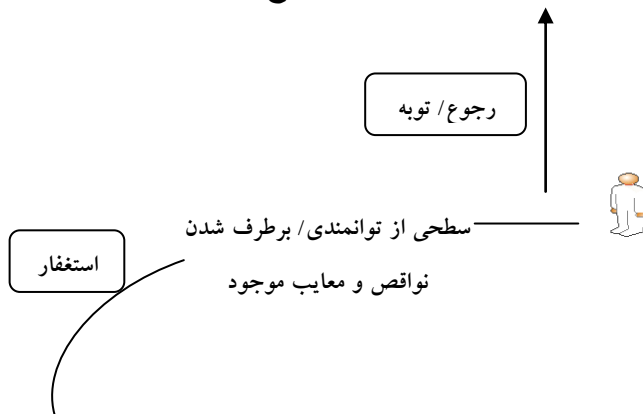 رجوع/ توبه
سطحی از توانمندی/ برطرف شدن
نواقص و معایب موجود
استغفار